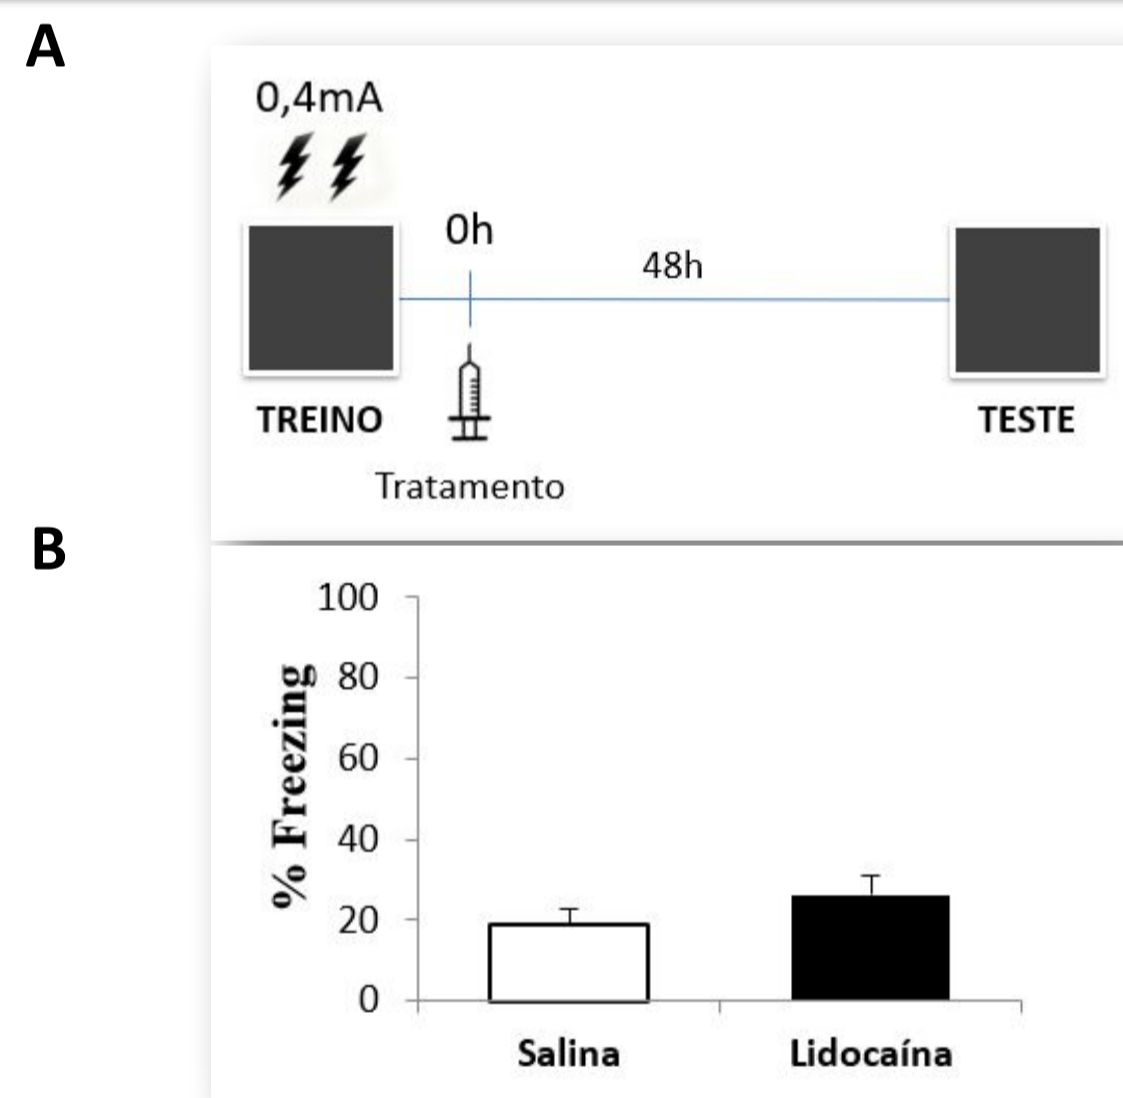 A
0,4mA
0h
48h
TREINO
TESTE
Tratamento
B
100
80
60
40
20
0
% Freezing
Salina
Lidocaína